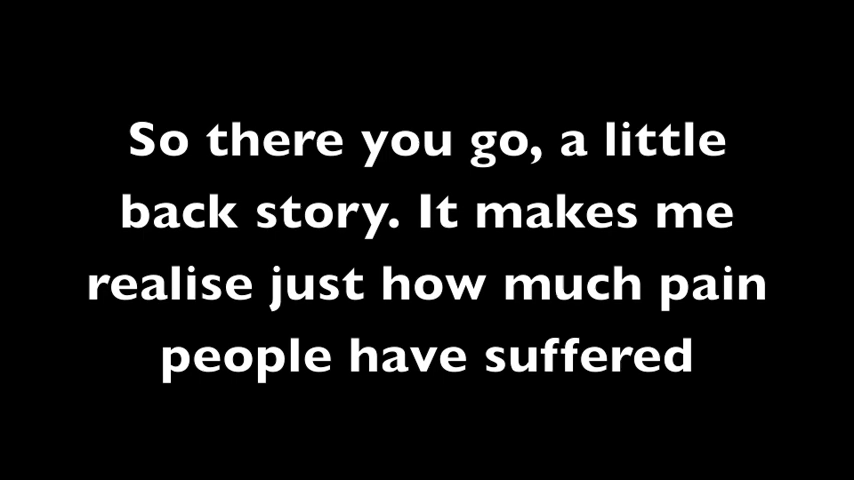 So there you go, a little
back story. It makes me
realise just how much pain
people have suffered